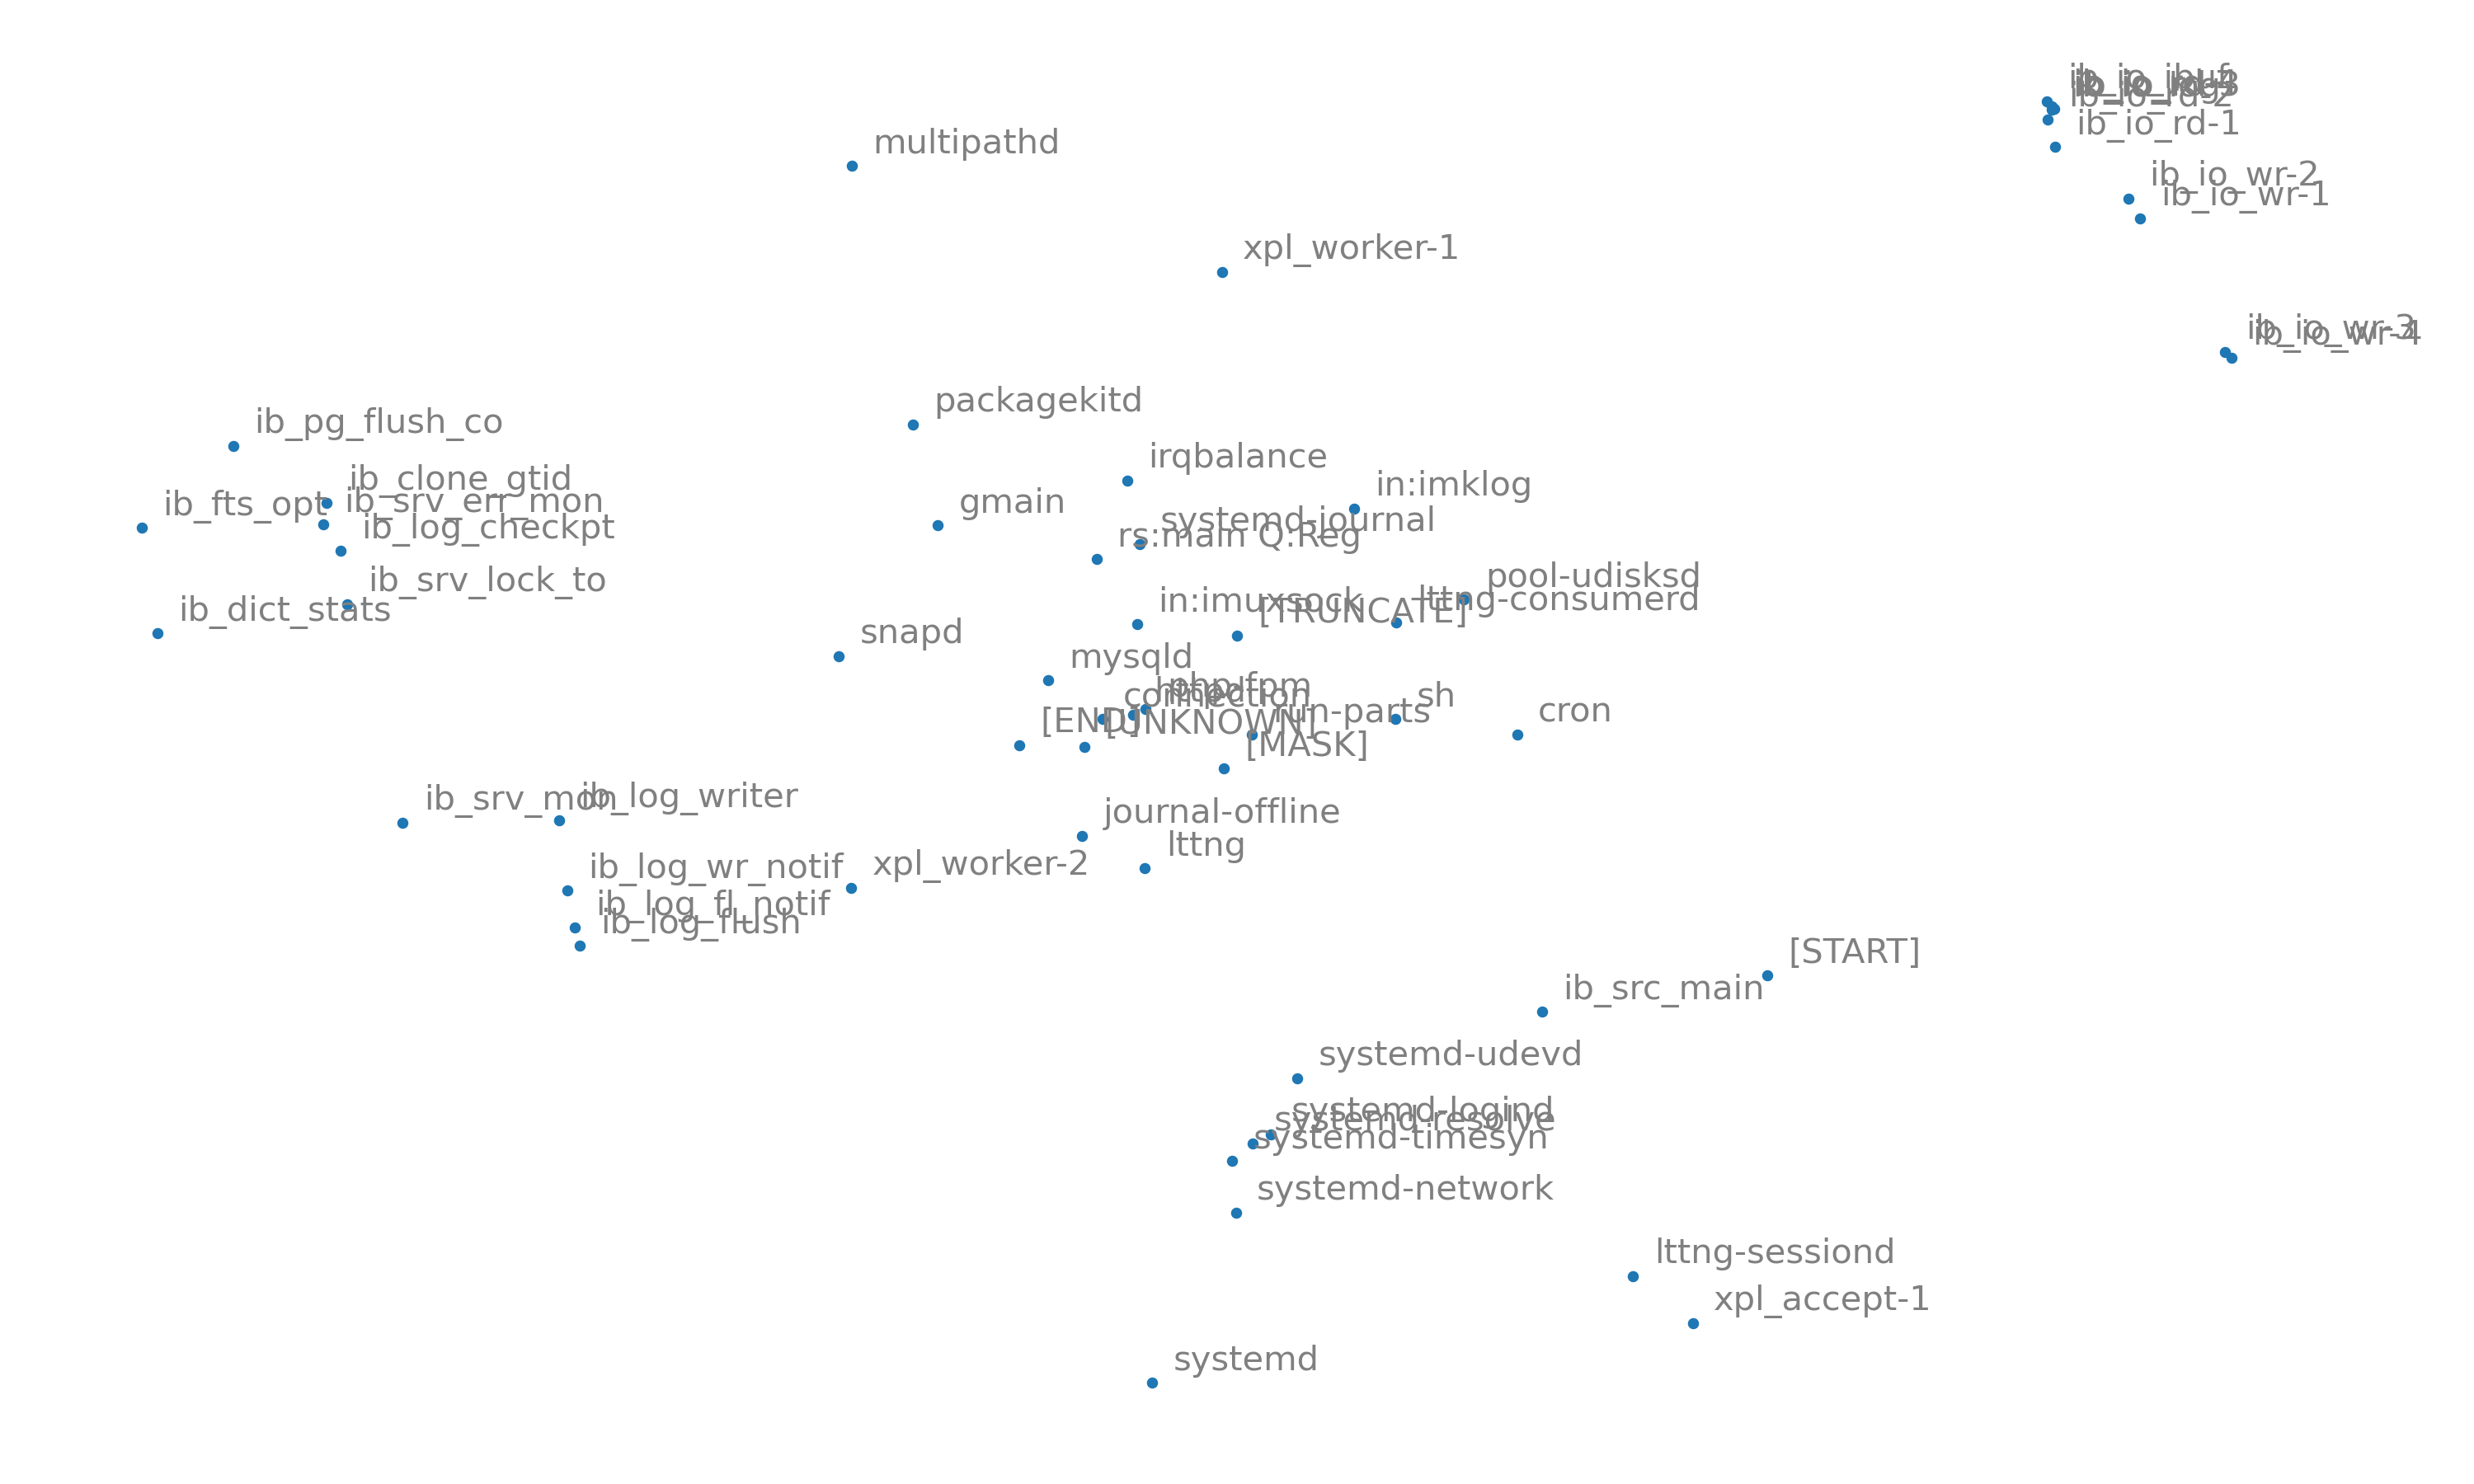 ib_io_ibuf
ib_io_rd-2
ib_io_rd-1
multipathd
ib_io_wr-2
ib_io_wr-1
xpl_worker-1
ib_io_wr-3
ib_io_wr-4
packagekitd
ib_pg_flush_co
irqbalance
ib_clone_gtid
in:imklog
ib_srv_err_mon
gmain
ib_fts_opt
systemd-journal
ib_log_checkpt
rs:main Q:Reg
ib_srv_lock_to
pool-udisksd
lttng-consumerd
in:imuxsock
ib_dict_stats
[TRUNCATE]
snapd
mysqld
php-fpm
connection
sh
run-parts
cron
[END]
[UNKNOWN]
[MASK]
ib_srv_mon
ib_log_writer
journal-offline
lttng
xpl_worker-2
ib_log_wr_notif
ib_log_fl_notif
ib_log_flush
[START]
ib_src_main
systemd-udevd
systemd-logind
systemd-resolve
systemd-timesyn
systemd-network
lttng-sessiond
xpl_accept-1
systemd